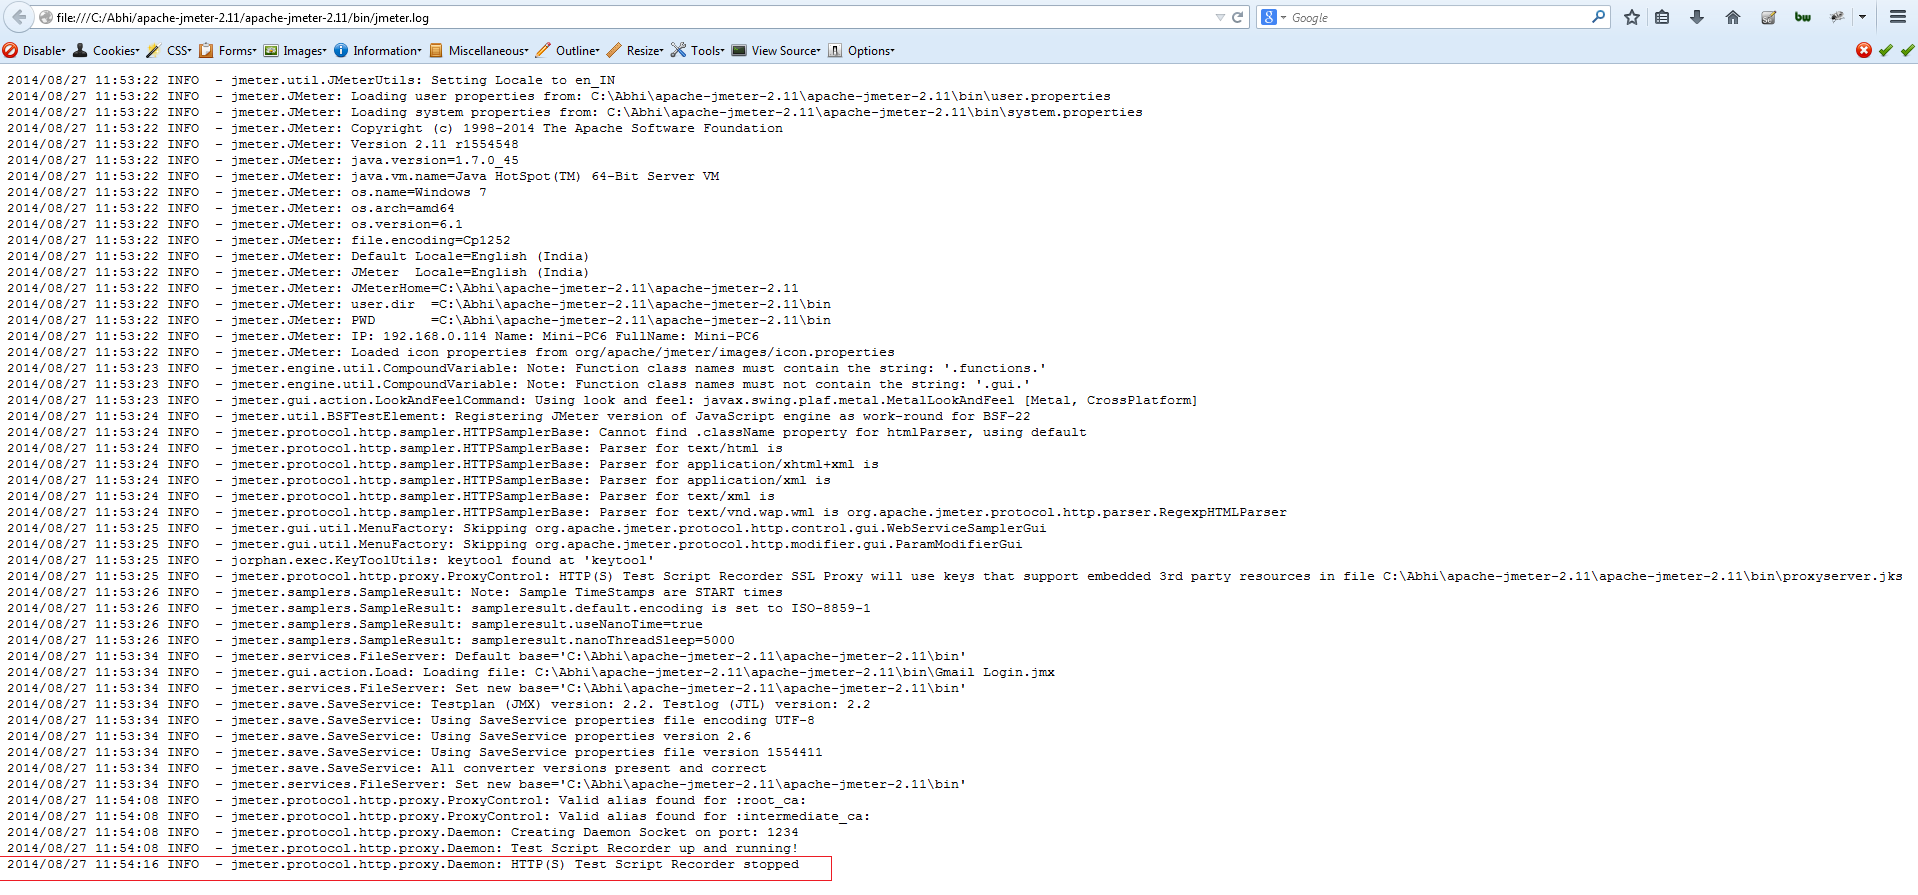 file:///C:/Abhi/apache-jmeter-2.11/apache-jmeter-2.11/bin/jmeter.log
8 Google
bw
Disable Cookies CSS Forms Images Information Miscellaneous Outline Resize Tools View Source Options
2014/08/27 11:53:22 INFO  - jmeter.util.JMeterUtils: Setting Locale to en_IN
2014/08/27 11:53:22 INFO  - jmeter.JMeter: Loading user properties from: C:\Abhi\apache-jmeter-2.11\apache-jmeter-2.11\bin\user.properties
2014/08/27 11:53:22 INFO  - jmeter.JMeter: Loading system properties from: C:\Abhi\apache-jmeter-2.11\apache-jmeter-2.11\bin\system.properties
2014/08/27 11:53:22 INFO  - jmeter.JMeter: Copyright (c) 1998-2014 The Apache Software Foundation
2014/08/27 11:53:22 INFO  - jmeter.JMeter: Version 2.11 r1554548
2014/08/27 11:53:22 INFO  - jmeter.JMeter: java.version=1.7.0_45
2014/08/27 11:53:22 INFO  - jmeter.JMeter: java.vm.name=Java HotSpot(TM) 64-Bit Server VM
2014/08/27 11:53:22 INFO  - jmeter.JMeter: os.name=Windows 7
2014/08/27 11:53:22 INFO  - jmeter.JMeter: os.arch=amd64
2014/08/27 11:53:22 INFO  - jmeter.JMeter: os.version=6.1
2014/08/27 11:53:22 INFO  - jmeter.JMeter: file.encoding=Cp1252
2014/08/27 11:53:22 INFO  - jmeter.JMeter: Default Locale=English (India)
2014/08/27 11:53:22 INFO  - jmeter.JMeter: JMeter  Locale=English (India)
2014/08/27 11:53:22 INFO  - jmeter.JMeter: JMeterHome=C:\Abhi\apache-jmeter-2.11\apache-jmeter-2.11
2014/08/27 11:53:22 INFO  - jmeter.JMeter: user.dir  =C:\Abhi\apache-jmeter-2.11\apache-jmeter-2.11\bin
2014/08/27 11:53:22 INFO  - jmeter.JMeter: PWD       =C:\Abhi\apache-jmeter-2.11\apache-jmeter-2.11\bin
2014/08/27 11:53:22 INFO  - jmeter.JMeter: IP: 192.168.0.114 Name: Mini-PC6 FullName: Mini-PC6
2014/08/27 11:53:22 INFO  - jmeter.JMeter: Loaded icon properties from org/apache/jmeter/images/icon.properties
2014/08/27 11:53:23 INFO  - jmeter.engine.util.CompoundVariable: Note: Function class names must contain the string: '.functions.'
2014/08/27 11:53:23 INFO  - jmeter.engine.util.CompoundVariable: Note: Function class names must not contain the string: '.gui.'
2014/08/27 11:53:23 INFO  - jmeter.gui.action.LookAndFeelCommand: Using look and feel: javax.swing.plaf.metal.MetalLookAndFeel [Metal, CrossPlatform]
2014/08/27 11:53:24 INFO  - jmeter.util.BSFTestElement: Registering JMeter version of JavaScript engine as work-round for BSF-22
2014/08/27 11:53:24 INFO  - jmeter.protocol.http.sampler.HTTPSamplerBase: Cannot find .className property for htmlParser, using default
2014/08/27 11:53:24 INFO  - jmeter.protocol.http.sampler.HTTPSamplerBase: Parser for text/html is
2014/08/27 11:53:24 INFO  - jmeter.protocol.http.sampler.HTTPSamplerBase: Parser for application/xhtml+xml is
2014/08/27 11:53:24 INFO  - jmeter.protocol.http.sampler.HTTPSamplerBase: Parser for application/xml is
2014/08/27 11:53:24 INFO  - jmeter.protocol.http.sampler.HTTPSamplerBase: Parser for text/xml is
2014/08/27 11:53:24 INFO  - jmeter.protocol.http.sampler.HTTPSamplerBase: Parser for text/vnd.wap.wml is org.apache.jmeter.protocol.http.parser.RegexpHTMLParser
2014/08/27 11:53:25 INFO  - jmeter.gui.util.MenuFactory: Skipping org.apache.jmeter.protocol.http.control.gui.WebServiceSamplerGui
2014/08/27 11:53:25 INFO  - jmeter.gui.util.MenuFactory: Skipping org.apache.jmeter.protocol.http.modifier.gui.ParamModifierGui
2014/08/27 11:53:25 INFO  - jorphan.exec.KeyToolUtils: keytool found at 'keytool'
2014/08/27 11:53:25 INFO  - jmeter.protocol.http.proxy.ProxyControl: HTTP(S) Test Script Recorder SSL Proxy will use keys that support embedded 3rd party resources in file C:\Abhi\apache-jmeter-2.11\apache-jmeter-2.11\bin\proxyserver.jks
2014/08/27 11:53:26 INFO  - jmeter.samplers.SampleResult: Note: Sample TimeStamps are START times
2014/08/27 11:53:26 INFO  - jmeter.samplers.SampleResult: sampleresult.default.encoding is set to ISO-8859-1
2014/08/27 11:53:26 INFO  - jmeter.samplers.SampleResult: sampleresult.useNanoTime=true
2014/08/27 11:53:26 INFO  - jmeter.samplers.SampleResult: sampleresult.nanoThreadSleep=5000
2014/08/27 11:53:34 INFO  - jmeter.services.FileServer: Default base='C:\Abhi\apache-jmeter-2.11\apache-jmeter-2.11\bin'
2014/08/27 11:53:34 INFO  - jmeter.gui.action.Load: Loading file: C:\Abhi\apache-jmeter-2.11\apache-jmeter-2.11\bin\Gmail Login.jmx
2014/08/27 11:53:34 INFO  - jmeter.services.FileServer: Set new base='C:\Abhi\apache-jmeter-2.11\apache-jmeter-2.11\bin'
2014/08/27 11:53:34 INFO  - jmeter.save.SaveService: Testplan (JMX) version: 2.2. Testlog (JTL) version: 2.2
2014/08/27 11:53:34 INFO  - jmeter.save.SaveService: Using SaveService properties file encoding UTF-8
2014/08/27 11:53:34 INFO  - jmeter.save.SaveService: Using SaveService properties version 2.6
2014/08/27 11:53:34 INFO  - jmeter.save.SaveService: Using SaveService properties file version 1554411
2014/08/27 11:53:34 INFO  - jmeter.save.SaveService: All converter versions present and correct
2014/08/27 11:53:34 INFO  - jmeter.services.FileServer: Set new base='C:\Abhi\apache-jmeter-2.11\apache-jmeter-2.11\bin'
2014/08/27 11:54:08 INFO  - jmeter.protocol.http.proxy.ProxyControl: Valid alias found for :root_ca:
2014/08/27 11:54:08 INFO  - jmeter.protocol.http.proxy.ProxyControl: Valid alias found for :intermediate_ca:
2014/08/27 11:54:08 INFO  - jmeter.protocol.http.proxy.Daemon: Creating Daemon Socket on port: 1234
2014/08/27 11:54:08 INFO  - jmeter.protocol.http.proxy.Daemon: Test Script Recorder up and running!
2014/08/27 11:54:16 INFO  - jmeter.protocol.http.proxy.Daemon: HTTP(S) Test Script Recorder stopped